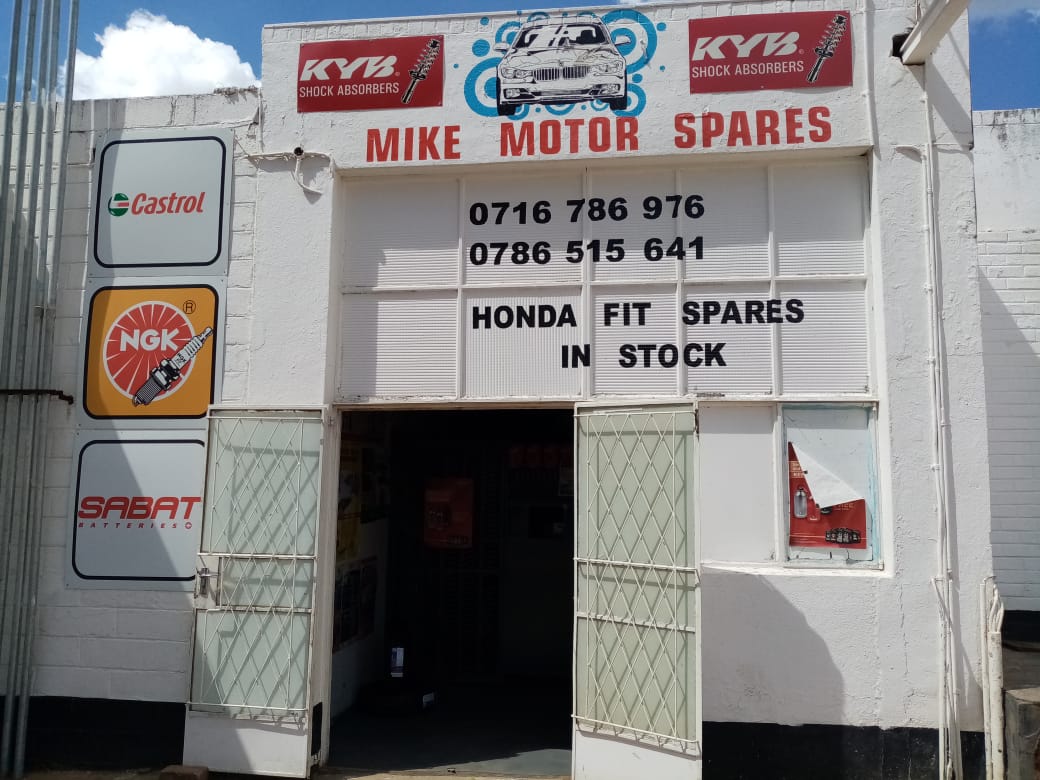 KYB®
SHOCK ABSORBERS
KYB®
SHOCK ABSORBERS
MIKE MOTOR SPARES
Castrol
0716 786 976
0786 515 641
HONDA FIT SPARES
IN STOCK
NGK
®
SABAT
BATTERIES